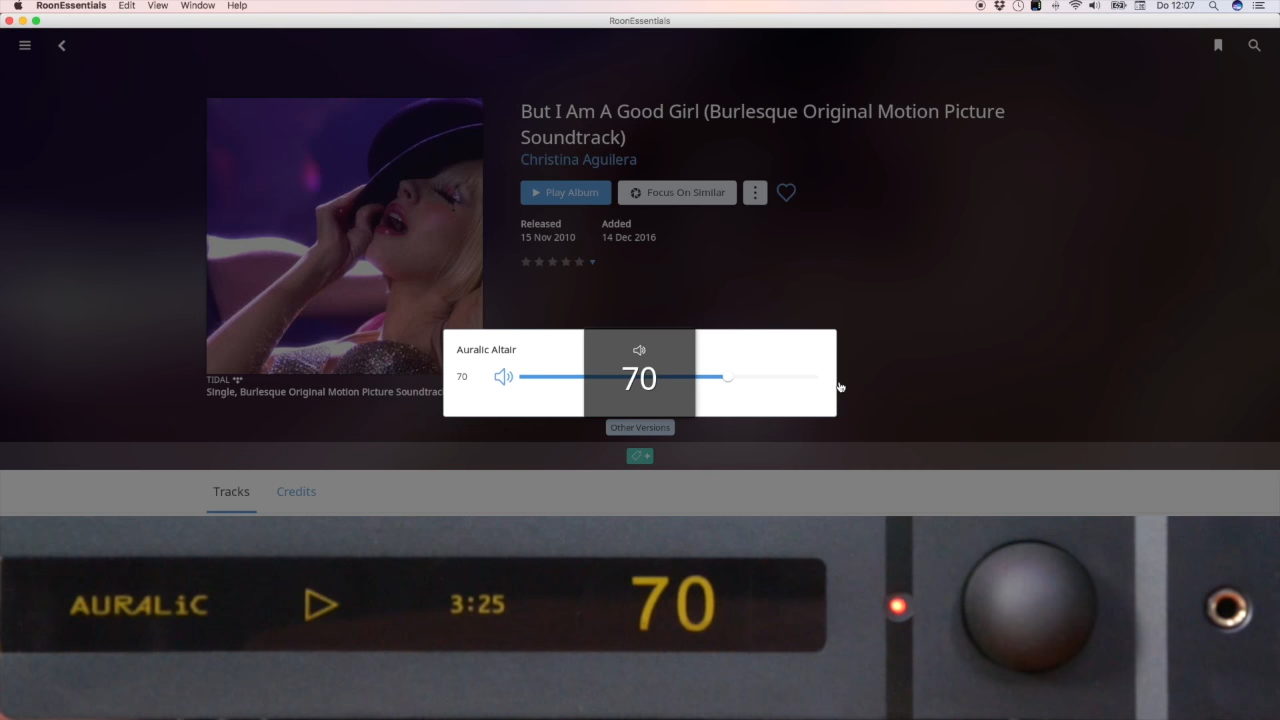 RoonEssentials Edit View Window Help
Do 12:07
RoonEssentials
But I Am A Good Girl (Burlesque Original Motion Picture
Soundtrack)
Christina Aguilera
Play Album
Focus On Similar
Released Added
15 Nov 2010 14 Dec 2016
Auralic Altair
70
70
TIDAL
Single, Burlesque Original Motion Picture Soundtrac
Other Versions
+
Tracks Credits
AURALiC 3:25 70